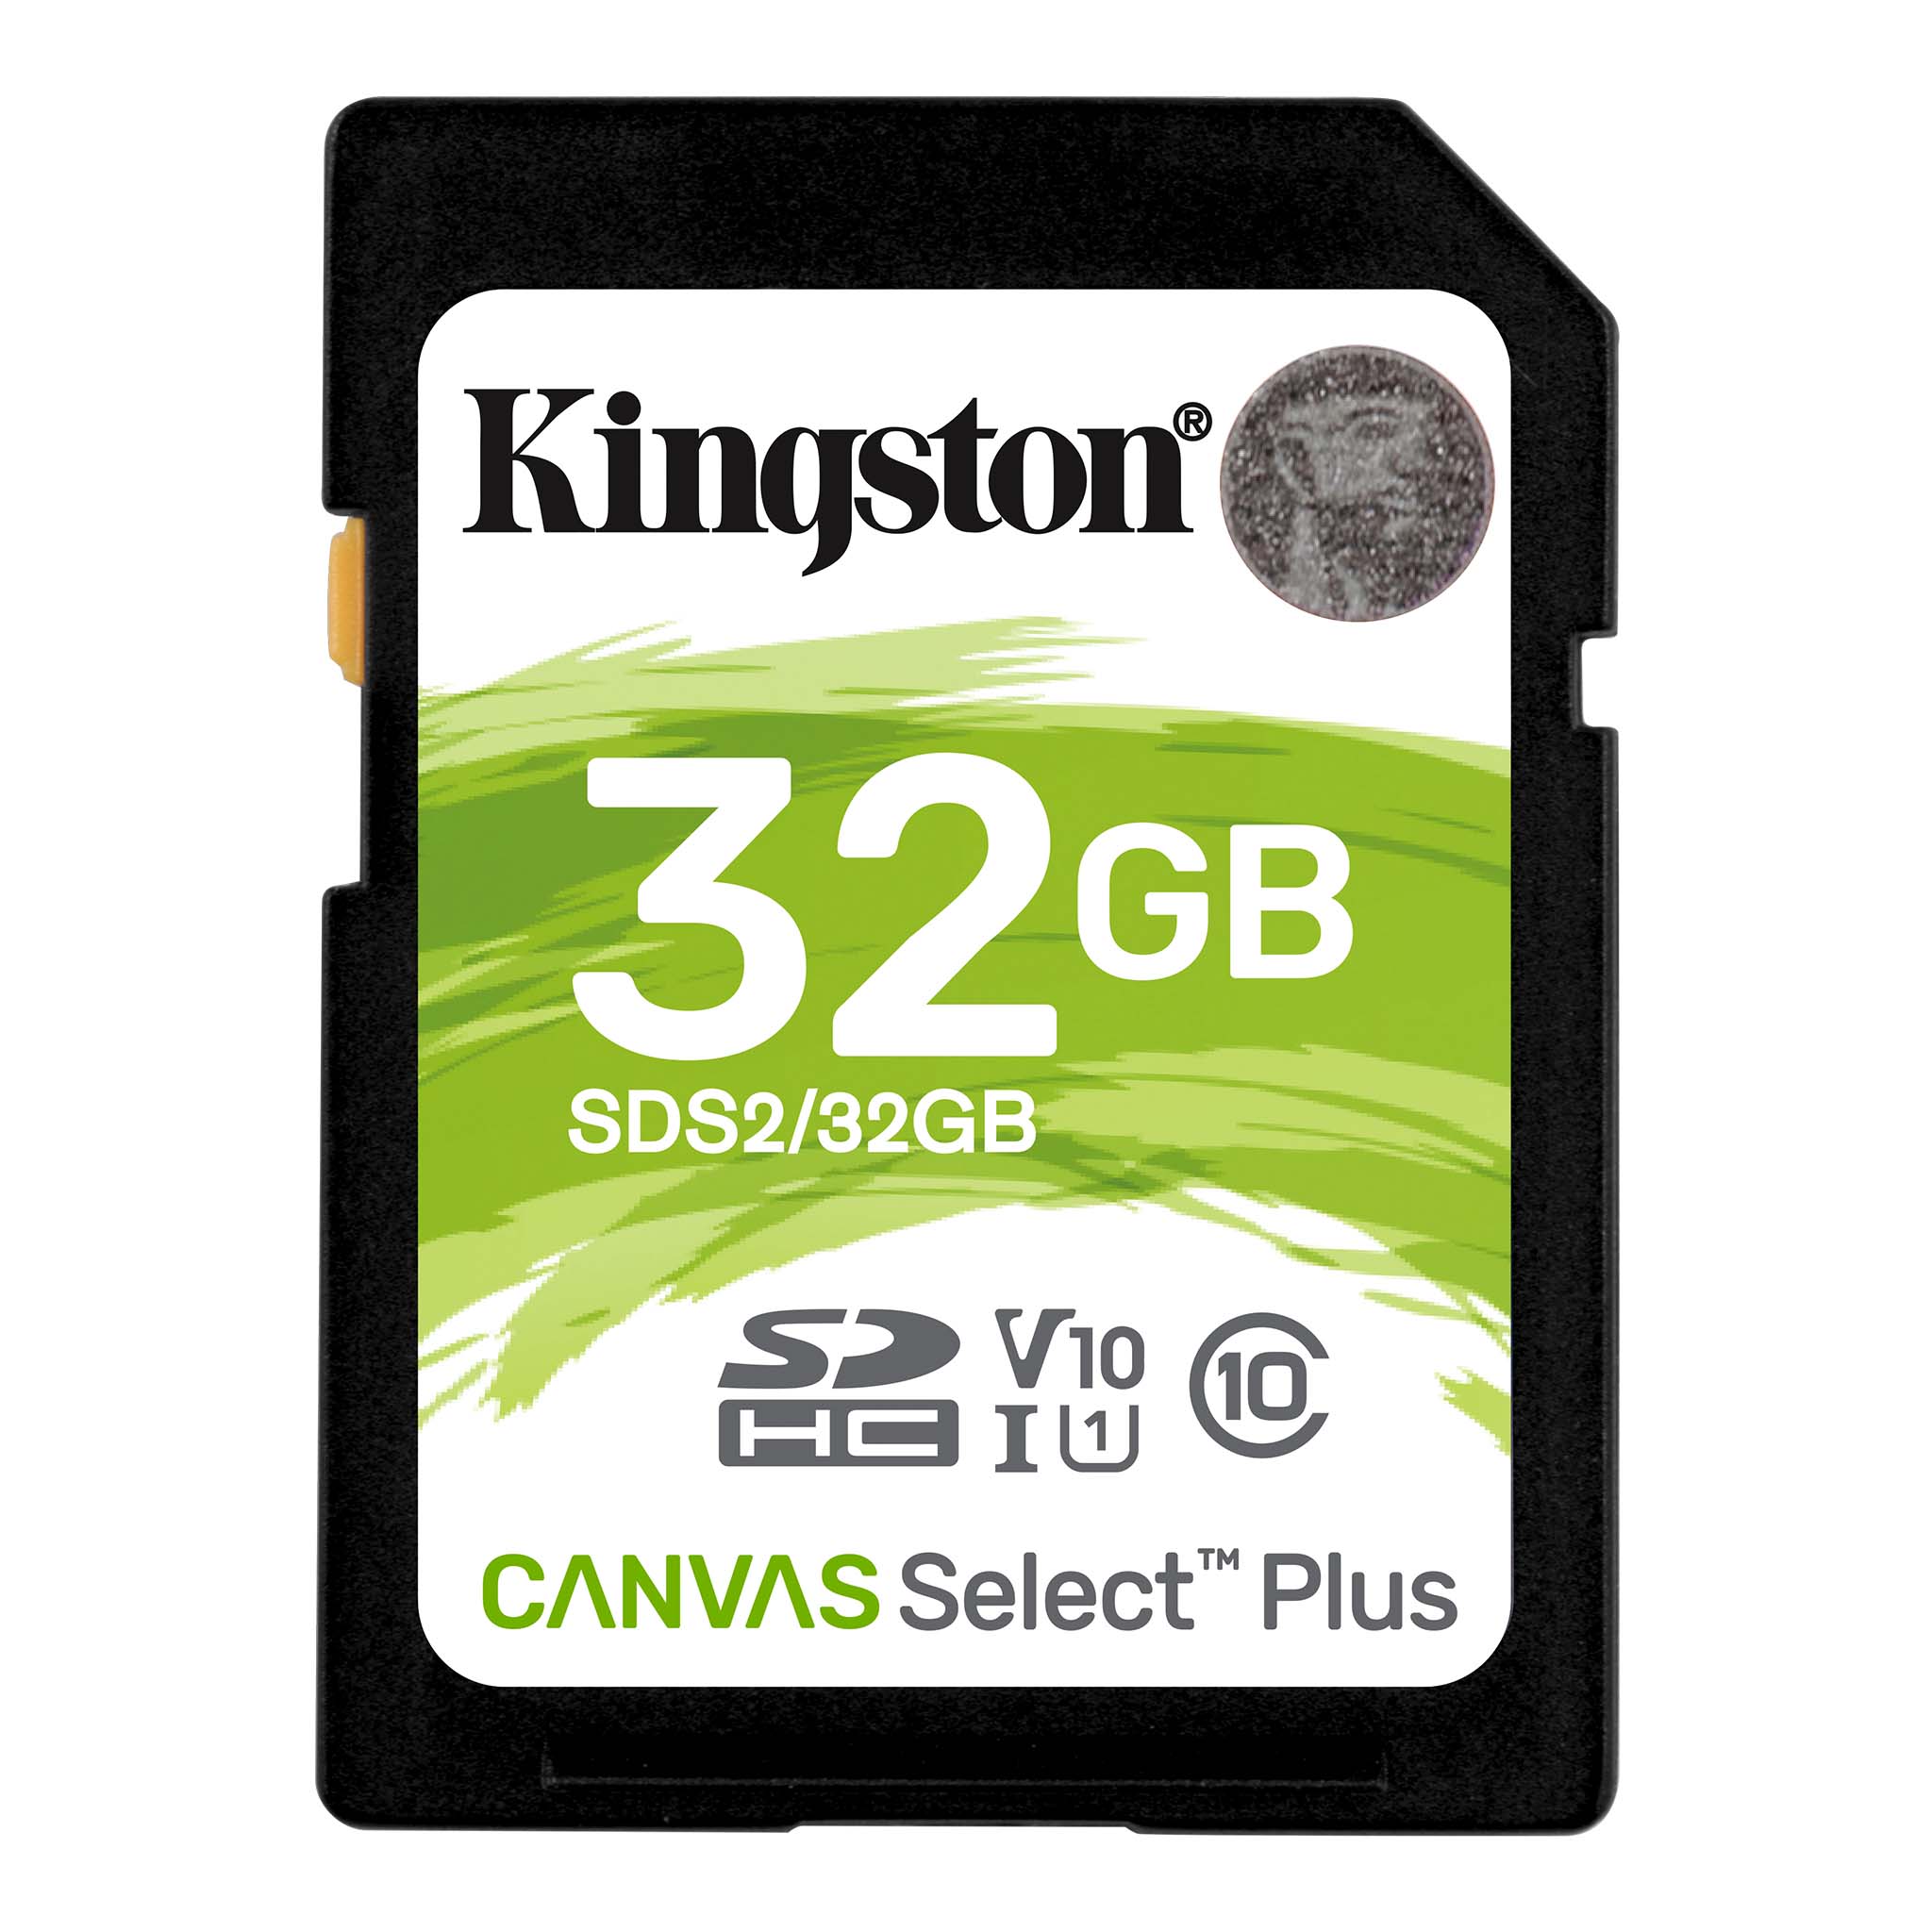 Kingston®
32GB
SDS2/32GB
SD V10 10
HC I 1
CANVAS Select™ Plus